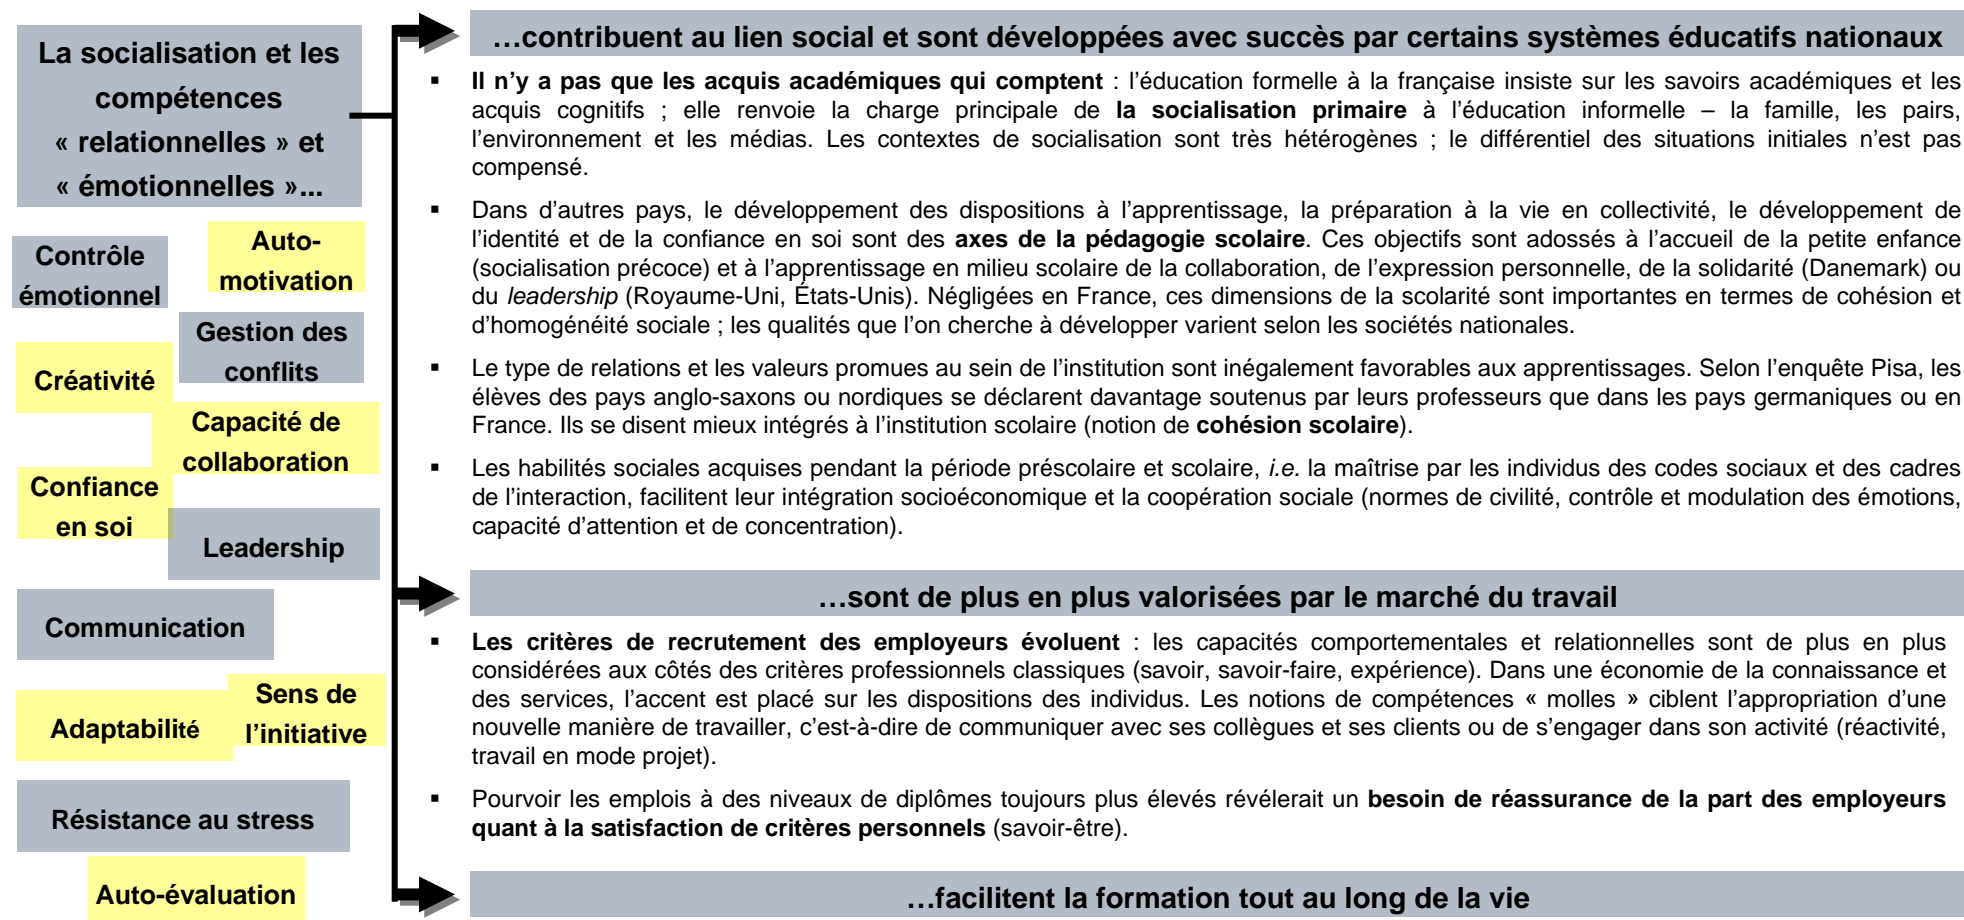 La socialisation et les
compétences
« relationnelles » et
« émotionnelles »...
Contrôle
émotionnel
Auto-
motivation
Gestion des
conflits
Créativité
Capacité de
collaboration
Confiance
en soi
Leadership
Communication
Sens de
l’initiative
Adaptabilité
Résistance au stress
Auto-évaluation
…contribuent au lien social et sont développées avec succès par certains systèmes éducatifs nationaux
▪ Il n’y a pas que les acquis académiques qui comptent : l’éducation formelle à la française insiste sur les savoirs académiques et les
acquis cognitifs ; elle renvoie la charge principale de la socialisation primaire à l’éducation informelle – la famille, les pairs,
l’environnement et les médias. Les contextes de socialisation sont très hétérogènes ; le différentiel des situations initiales n’est pas
compensé.
▪ Dans d’autres pays, le développement des dispositions à l’apprentissage, la préparation à la vie en collectivité, le développement de
l’identité et de la confiance en soi sont des axes de la pédagogie scolaire. Ces objectifs sont adossés à l’accueil de la petite enfance
(socialisation précoce) et à l’apprentissage en milieu scolaire de la collaboration, de l’expression personnelle, de la solidarité (Danemark) ou
du leadership (Royaume-Uni, États-Unis). Négligées en France, ces dimensions de la scolarité sont importantes en termes de cohésion et
d’homogénéité sociale ; les qualités que l’on cherche à développer varient selon les sociétés nationales.
▪ Le type de relations et les valeurs promues au sein de l’institution sont inégalement favorables aux apprentissages. Selon l’enquête Pisa, les
élèves des pays anglo-saxons ou nordiques se déclarent davantage soutenus par leurs professeurs que dans les pays germaniques ou en
France. Ils se disent mieux intégrés à l’institution scolaire (notion de cohésion scolaire).
▪ Les habilités sociales acquises pendant la période préscolaire et scolaire, i.e. la maîtrise par les individus des codes sociaux et des cadres
de l’interaction, facilitent leur intégration socioéconomique et la coopération sociale (normes de civilité, contrôle et modulation des émotions,
capacité d’attention et de concentration).
…sont de plus en plus valorisées par le marché du travail
▪ Les critères de recrutement des employeurs évoluent : les capacités comportementales et relationnelles sont de plus en plus
considérées aux côtés des critères professionnels classiques (savoir, savoir-faire, expérience). Dans une économie de la connaissance et
des services, l’accent est placé sur les dispositions des individus. Les notions de compétences « molles » ciblent l’appropriation d’une
nouvelle manière de travailler, c’est-à-dire de communiquer avec ses collègues et ses clients ou de s’engager dans son activité (réactivité,
travail en mode projet).
▪ Pourvoir les emplois à des niveaux de diplômes toujours plus élevés révélerait un besoin de réassurance de la part des employeurs
quant à la satisfaction de critères personnels (savoir-être).
…facilitent la formation tout au long de la vie